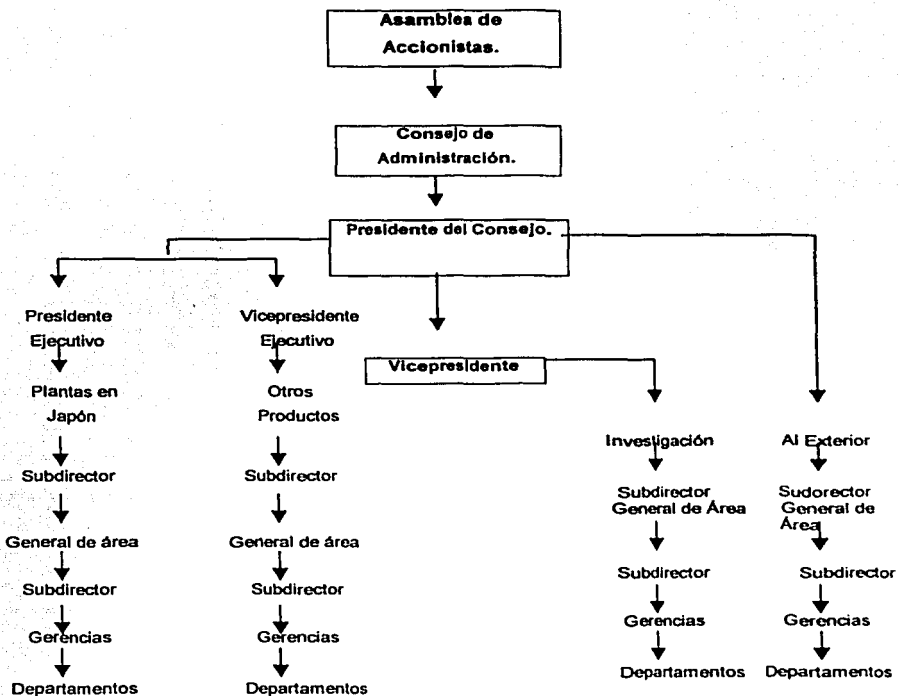 Asamblea de
Accionistas.
Consejo de
Administración.
Presidente del Consejo.
Presidente
Ejecutivo
Plantas en
Japón
Subdirector
General de área
Subdirector
Gerencias
Departamentos
Vicepresidente
Ejecutivo
Otros
Productos
Subdirector
General de área
Subdirector
Gerencias
Departamentos
Vicepresidente
Investigación
Subdirector
General de Área
Subdirector
Gerencias
Departamentos
Al Exterior
Sudorector
General de
Área
Subdirector
Gerencias
Departamentos